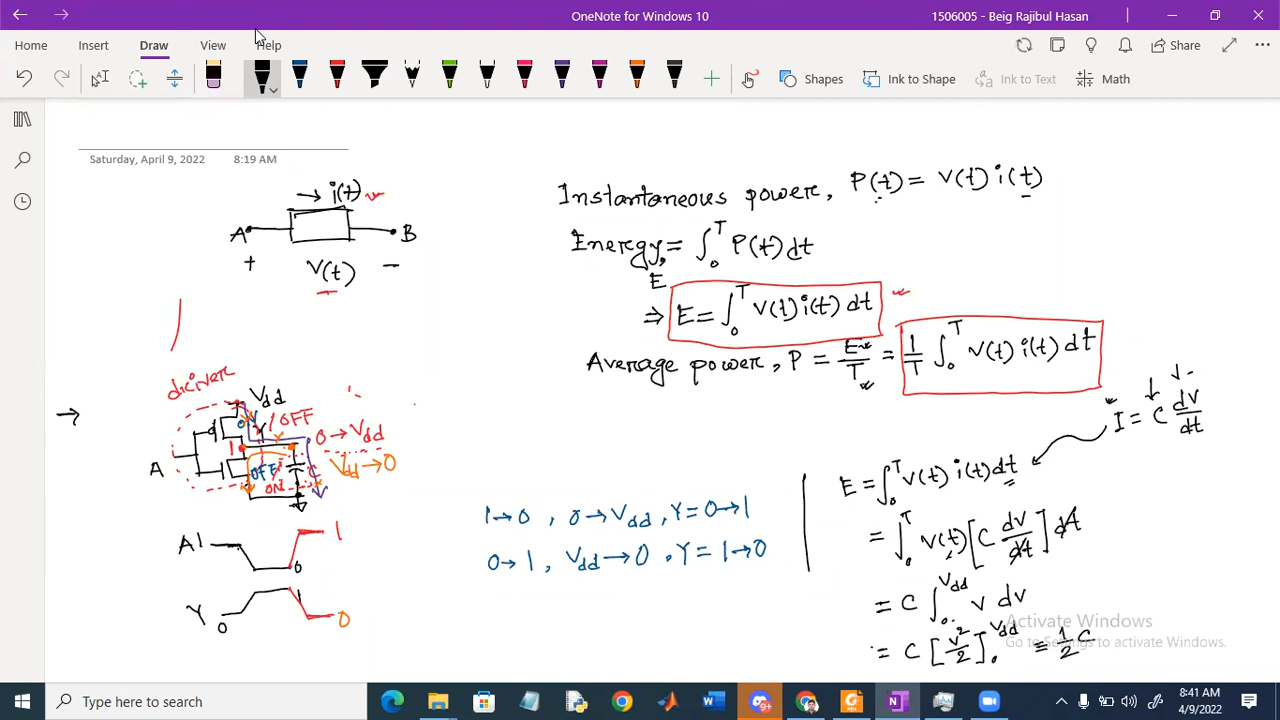 OneNote for Windows 10
1506005 - Beig Rajibul Hasan
Home Insert Draw View Help
Share
Shapes
Ink to Shape
Ink to Text
Math
Saturday, April 9, 2022 8:19 AM
i(t)
A B
+ V(t) -
Instantaneous power, P(t) = V(t) i(t)
Energy, = ∫₀ᵀ P(t) dt
E
⇒ E = ∫₀ᵀ V(t) i(t) dt
Average power, P = E/T = 1/T ∫₀ᵀ V(t) i(t) dt
driver
Vdd
OFF
→
1
0→Vdd
A
OFF
ON
C
Vdd→0
I = C dv/dt
E = ∫₀ᵀ V(t) i(t) dt
= ∫₀ᵀ V(t) [C dv/dt] dt
= C ∫₀^Vdd v dv
= C [v²/2]₀^Vdd = 1/2 C
1→0 , 0→Vdd , Y = 0→1
0→1 , Vdd→0 , Y = 1→0
A 1 0 1
Y 0 1 0
Activate Windows
Go to Settings to activate Windows.
Type here to search
9+
8:41 AM
4/9/2022